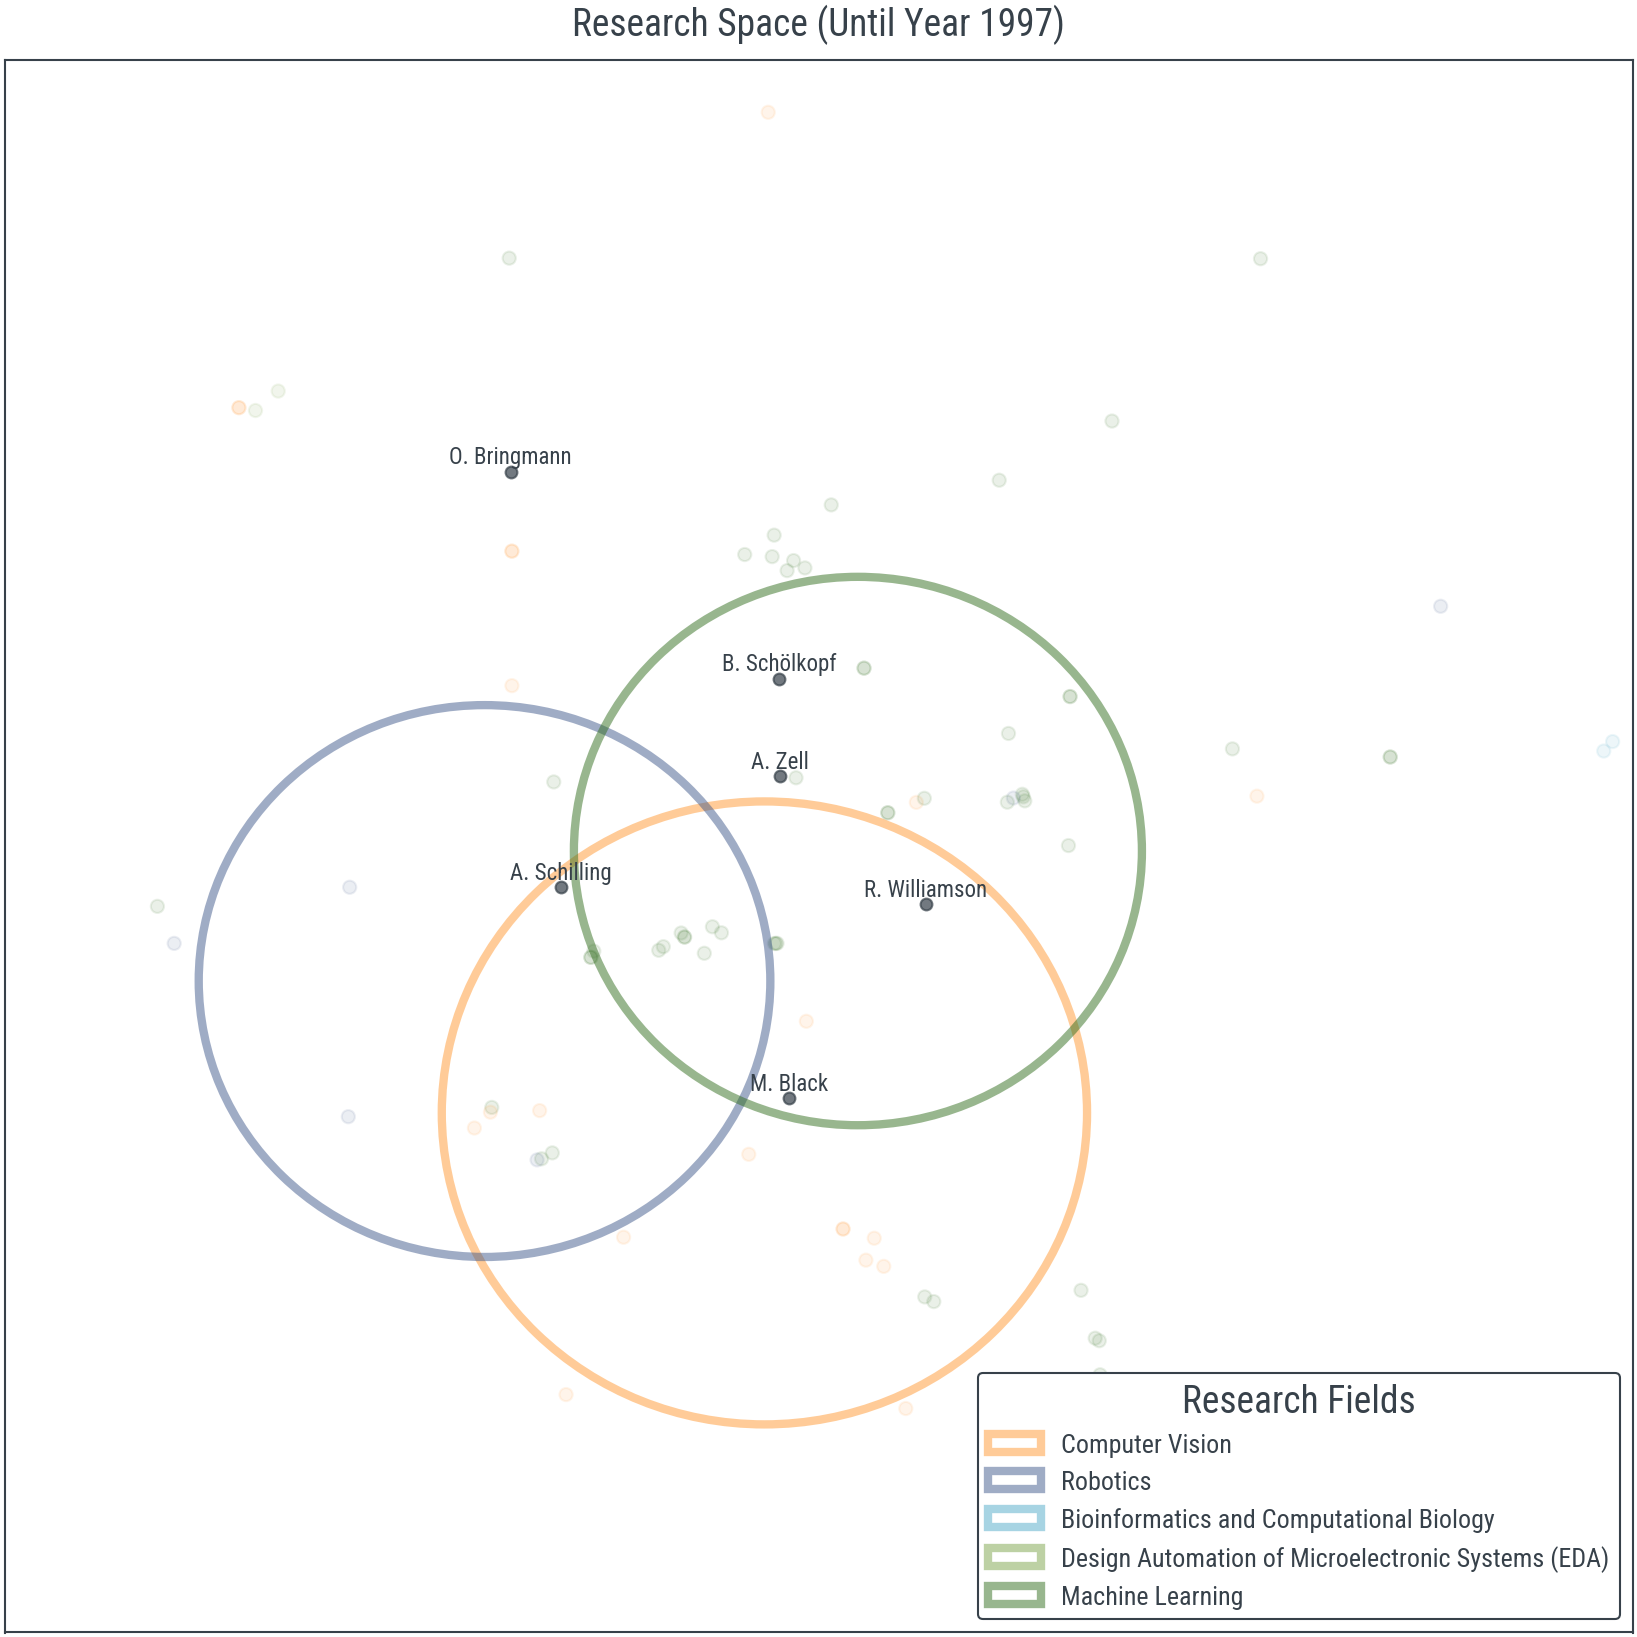 Research Space (Until Year 1997)
O. Bringmann
B. Schölkopf
A. Zell
A. Schilling
R. Williamson
M. Black
Research Fields
Computer Vision
Robotics
Bioinformatics and Computational Biology
Design Automation of Microelectronic Systems (EDA)
Machine Learning